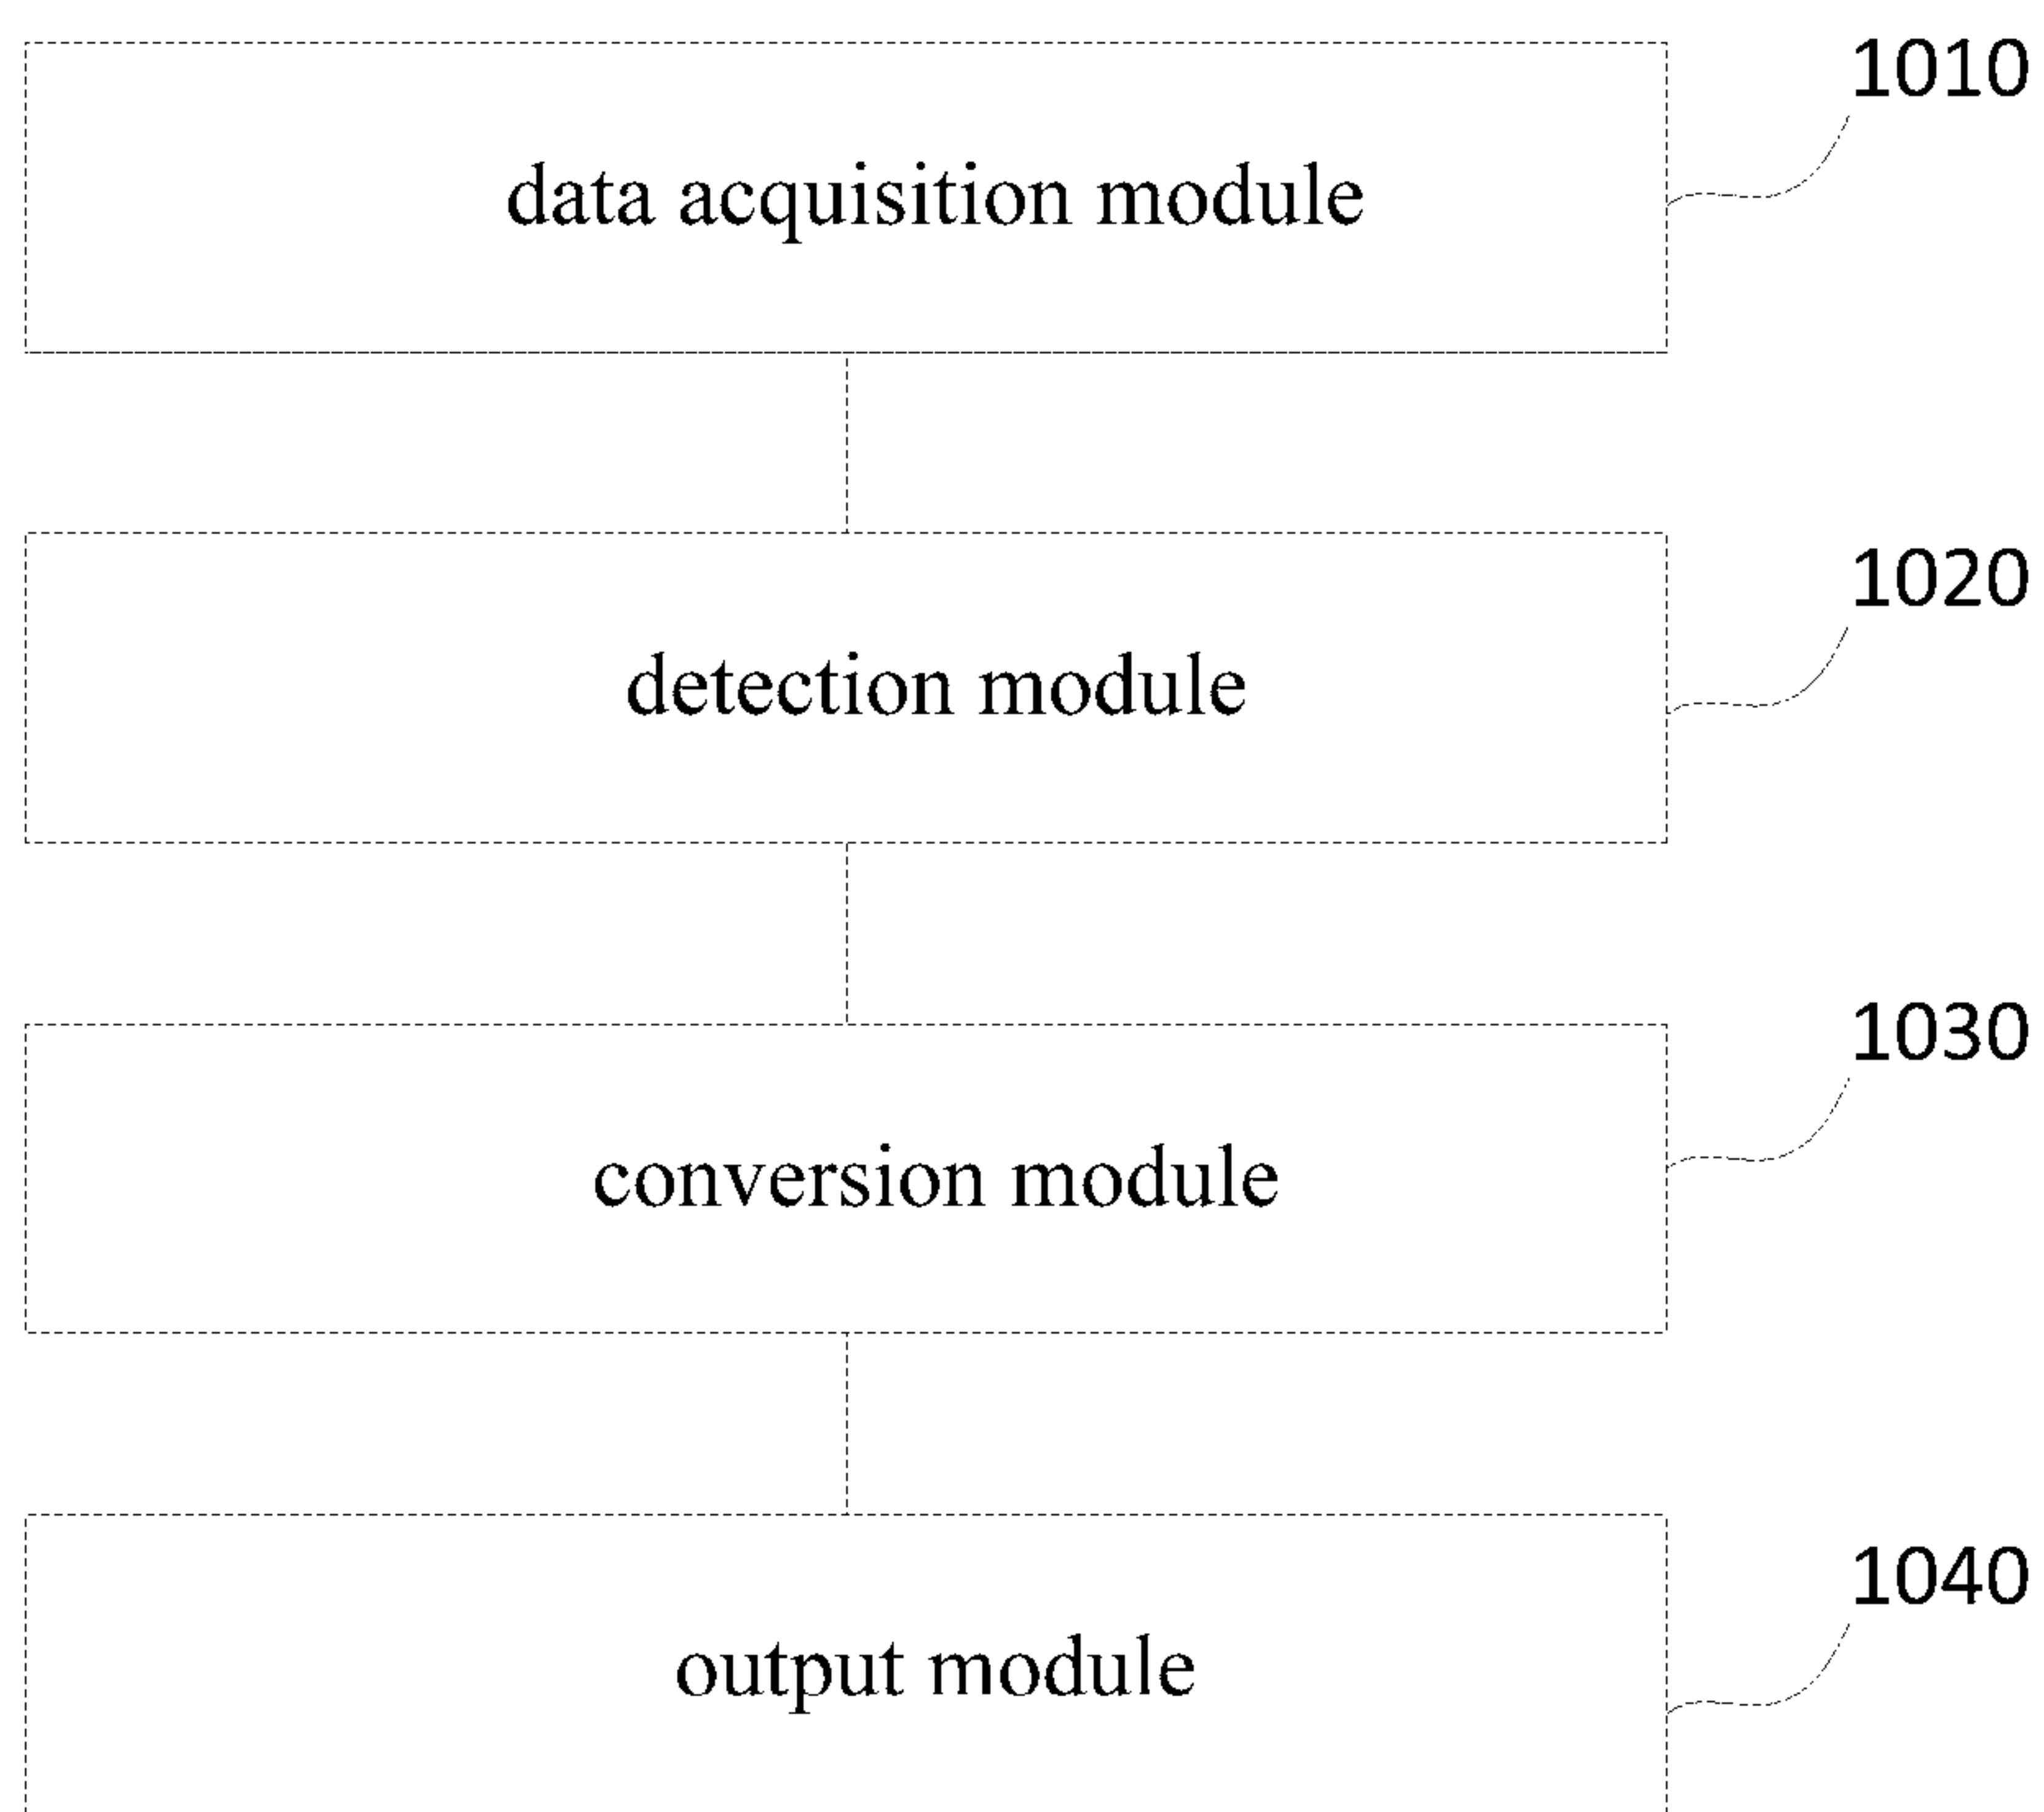 1010
data acquisition module
1020
detection module
1030
conversion module
1040
output module